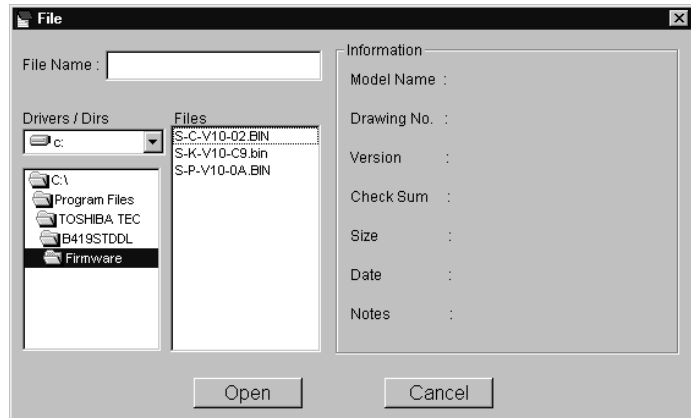 File
File Name :
Drivers / Dirs
c:
C:\
Program Files
TOSHIBA TEC
B419STDDL
Firmware
Files
S-C-V10-02.BIN
S-K-V10-C9.bin
S-P-V10-0A.BIN
Information
Model Name :
Drawing No. :
Version :
Check Sum :
Size :
Date :
Notes :
Open
Cancel